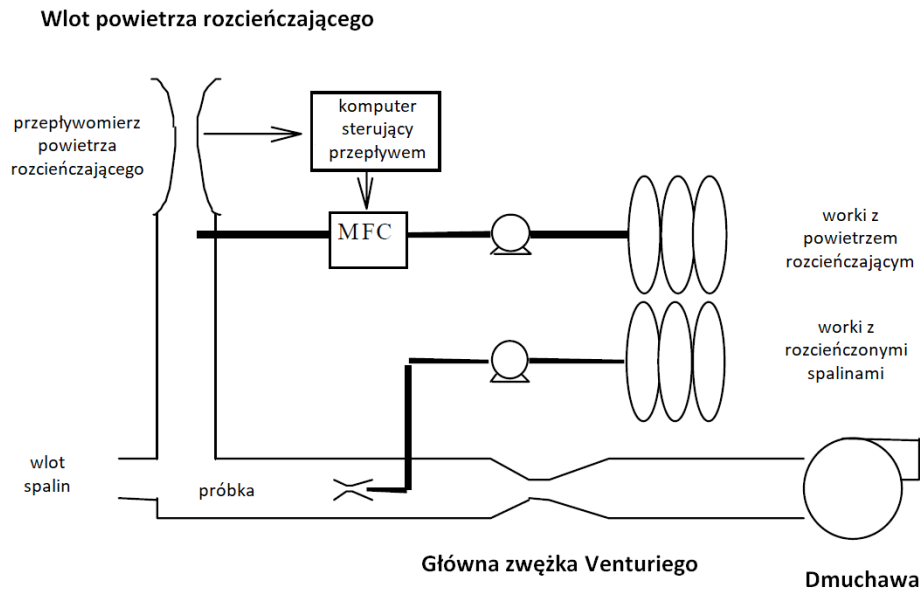 Wlot powietrza rozcieńczającego
przepływomierz
powietrza
rozcieńczającego
komputer
sterujący
przepływem
MFC
worki z
powietrzem
rozcieńczającym
worki z
rozcieńczonymi
spalinami
wlot
spalin
próbka
Główna zwężka Venturiego
Dmuchawa